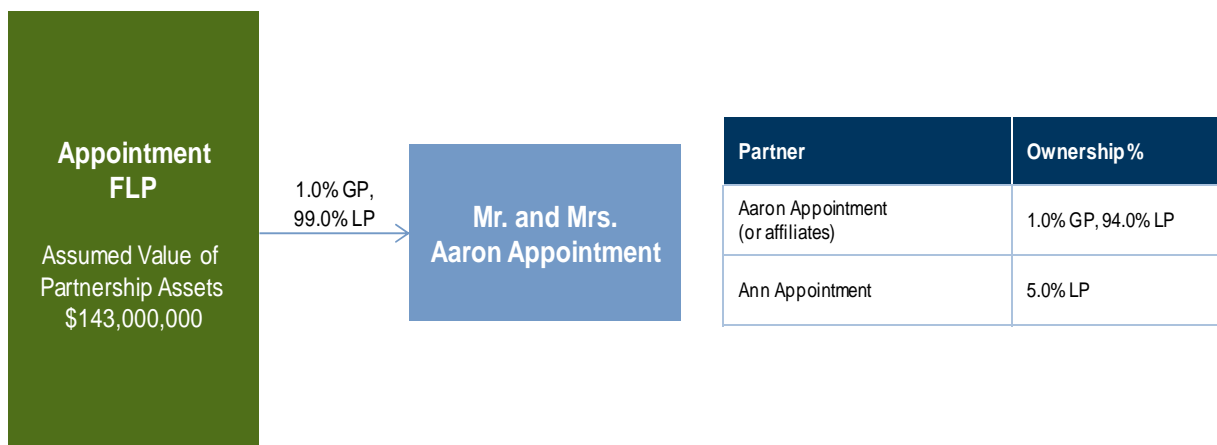 Appointment
FLP
Assumed Value of
Partnership Assets
$143,000,000
1.0% GP,
99.0% LP
Mr. and Mrs.
Aaron Appointment
Partner Ownership %
Aaron Appointment
(or affiliates) 1.0% GP, 94.0% LP
Ann Appointment 5.0% LP